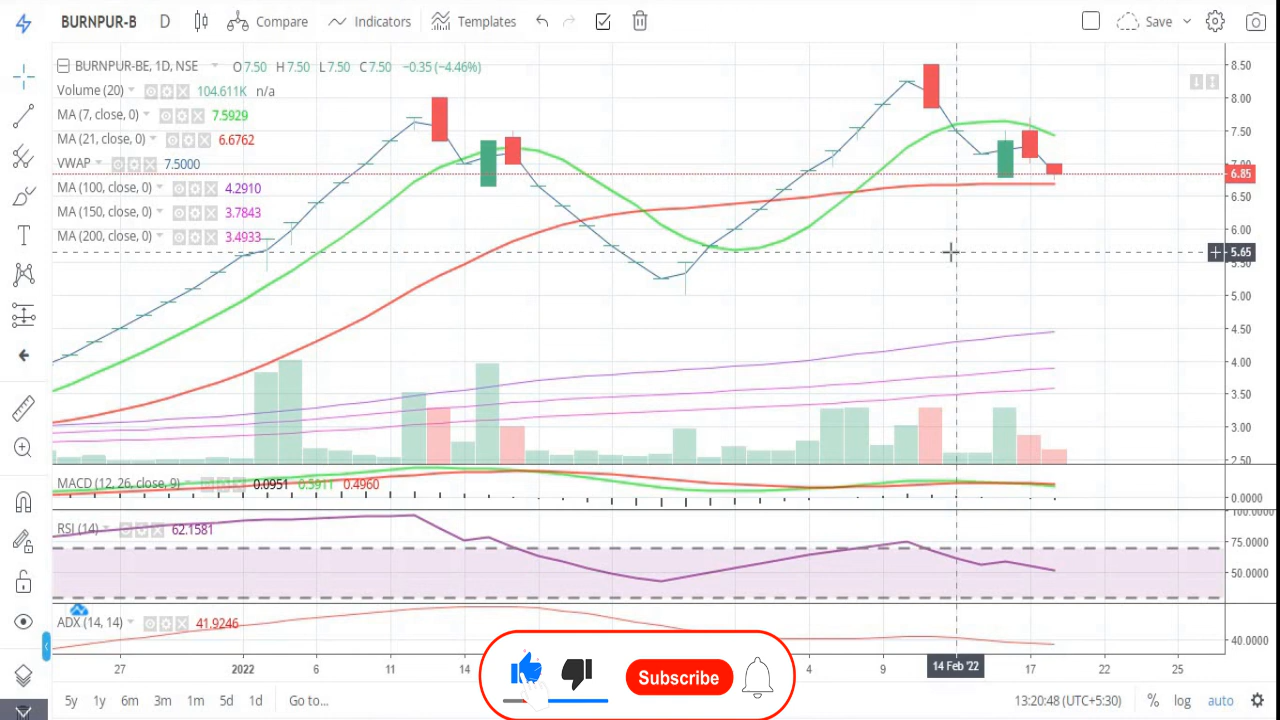 BURNPUR-B D Compare Indicators Templates Save
BURNPUR-BE, 1D, NSE O 7.50 H 7.50 L 7.50 C 7.50 −0.35 (−4.46%)
Volume (20) 104.611K n/a
MA (7, close, 0) 7.5929
MA (21, close, 0) 6.6762
VWAP 7.5000
MA (100, close, 0) 4.2910
MA (150, close, 0) 3.7843
MA (200, close, 0) 3.4933
8.50
8.00
7.50
7.00
6.85
6.50
6.00
5.65
5.50
5.00
4.50
4.00
3.50
3.00
2.50
MACD (12, 26, close, 9) 0.0951 0.5911 0.4960
0.0000
RSI (14) 62.1581
100.0000
75.0000
50.0000
ADX (14, 14) 41.9246
40.0000
27 2022 6 11 14 4 9 14 Feb '22 17 22 25
Subscribe
5y 1y 6m 3m 1m 5d 1d Go to... 13:20:48 (UTC+5:30) % log auto